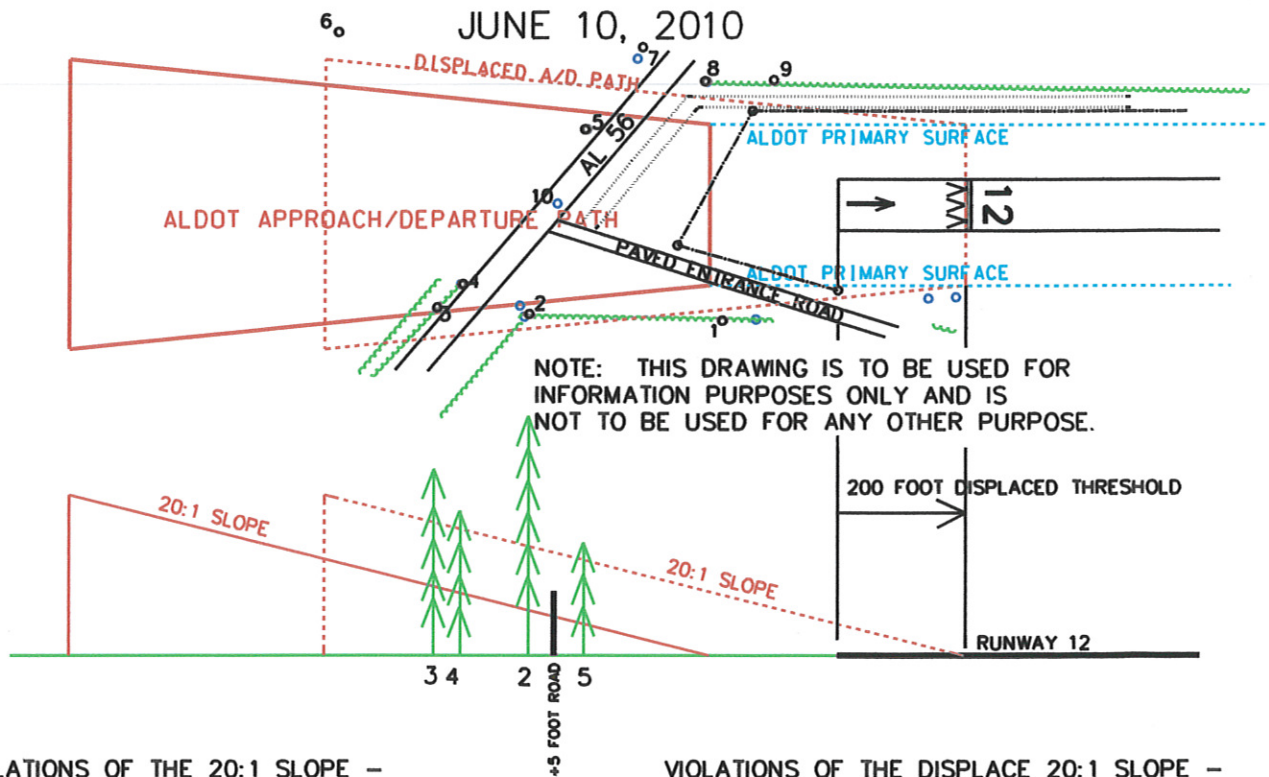 JUNE 10, 2010
6
7
DISPLACED A/D PATH
8
9
5
AL 56
ALDOT PRIMARY SURFACE
10
12
ALDOT APPROACH/DEPARTURE PATH
PAVED ENTRANCE ROAD
ALDOT PRIMARY SURFACE
4
3
2
1
NOTE: THIS DRAWING IS TO BE USED FOR
INFORMATION PURPOSES ONLY AND IS
NOT TO BE USED FOR ANY OTHER PURPOSE.
200 FOOT DISPLACED THRESHOLD
20:1 SLOPE
20:1 SLOPE
RUNWAY 12
3 4 2 5
+5 FOOT ROAD
LATIONS OF THE 20:1 SLOPE -
VIOLATIONS OF THE DISPLACE 20:1 SLOPE -